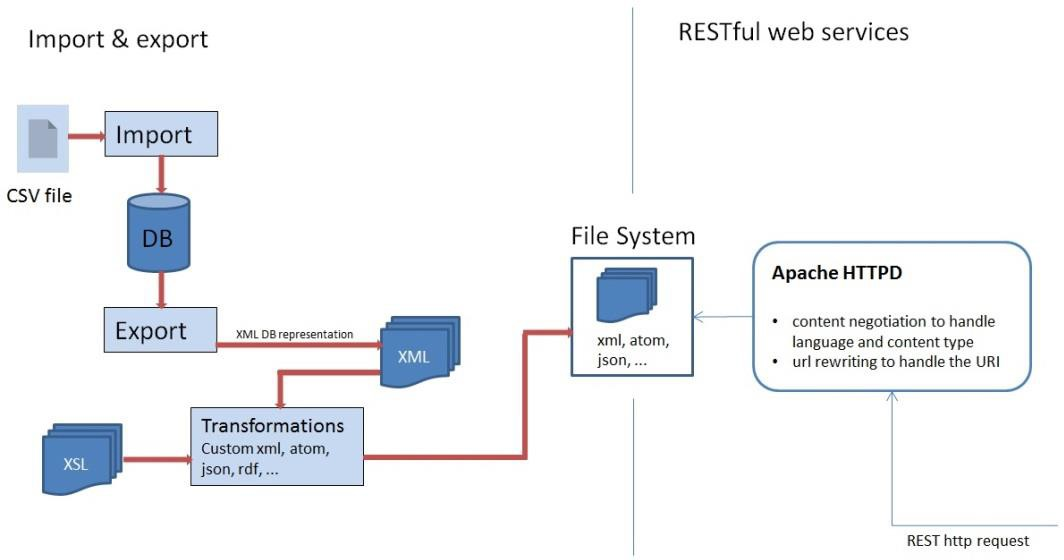 Import & export
RESTful web services
Import
CSV file
DB
File System
Apache HTTPD
• content negotiation to handle
language and content type
• url rewriting to handle the URI
xml, atom,
json, ...
Export
XML DB representation
XML
Transformations
Custom xml, atom,
json, rdf, ...
XSL
REST http request